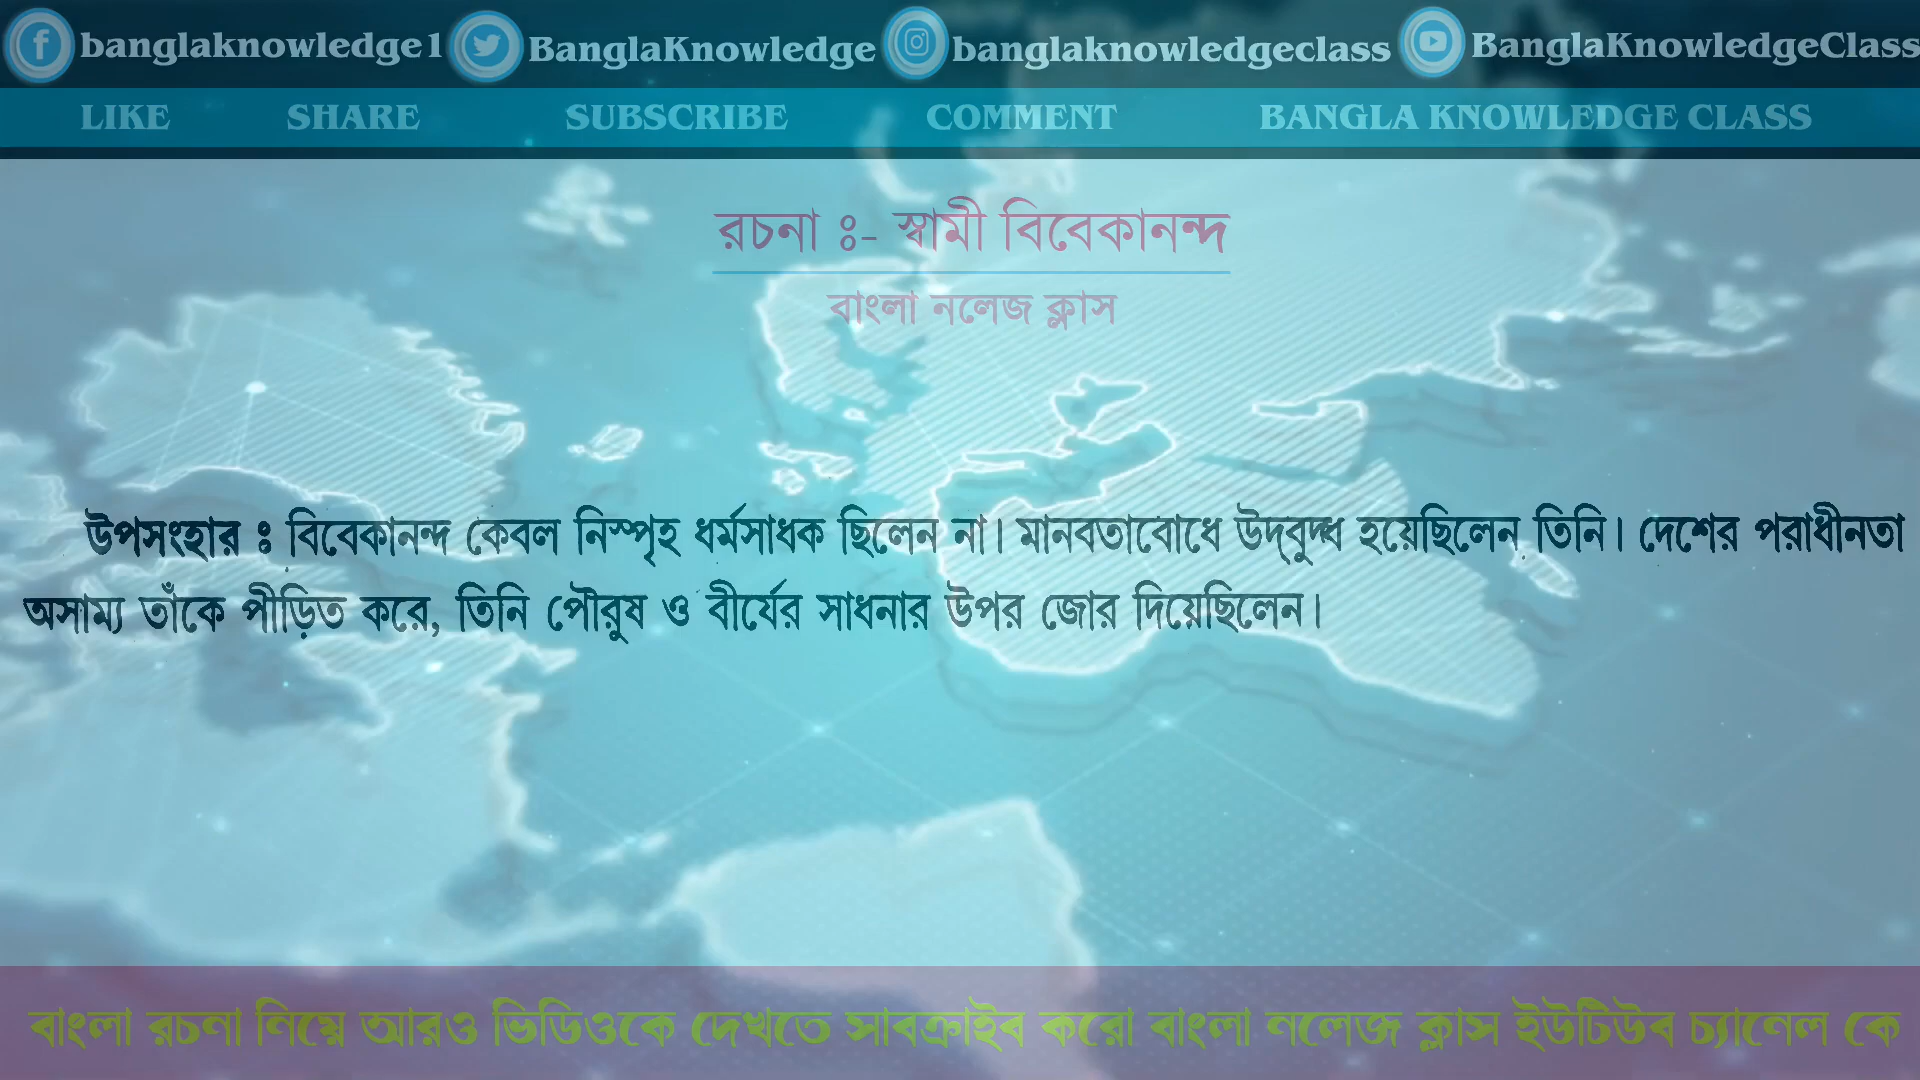 banglaknowledge1 BanglaKnowledge banglaknowledgeclass BanglaKnowledgeClass
LIKE SHARE SUBSCRIBE COMMENT BANGLA KNOWLEDGE CLASS
রচনা ঃ- স্বামী বিবেকানন্দ
বাংলা নলেজ ক্লাস
উপসংহার ঃ বিবেকানন্দ কেবল নিস্পৃহ ধর্মসাধক ছিলেন না। মানবতাবোধে উদ্‌বুদ্ধ হয়েছিলেন তিনি। দেশের পরাধীনতা
অসাম্য তাঁকে পীড়িত করে, তিনি পৌরুষ ও বীর্যের সাধনার উপর জোর দিয়েছিলেন।
বাংলা রচনা নিয়ে আরও ভিডিওকে দেখতে সাবক্রাইব করো বাংলা নলেজ ক্লাস ইউটিউব চ্যানেল কে